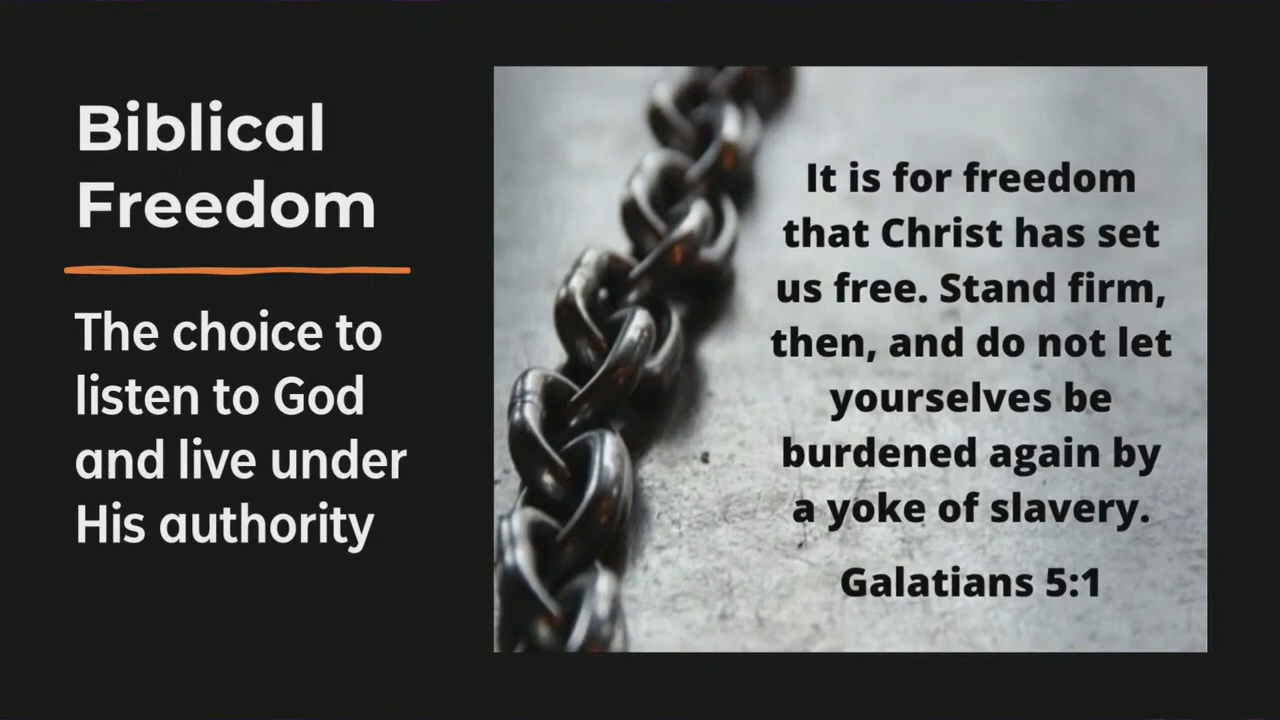 Biblical
Freedom
The choice to
listen to God
and live under
His authority
It is for freedom
that Christ has set
us free. Stand firm,
then, and do not let
yourselves be
burdened again by
a yoke of slavery.
Galatians 5:1